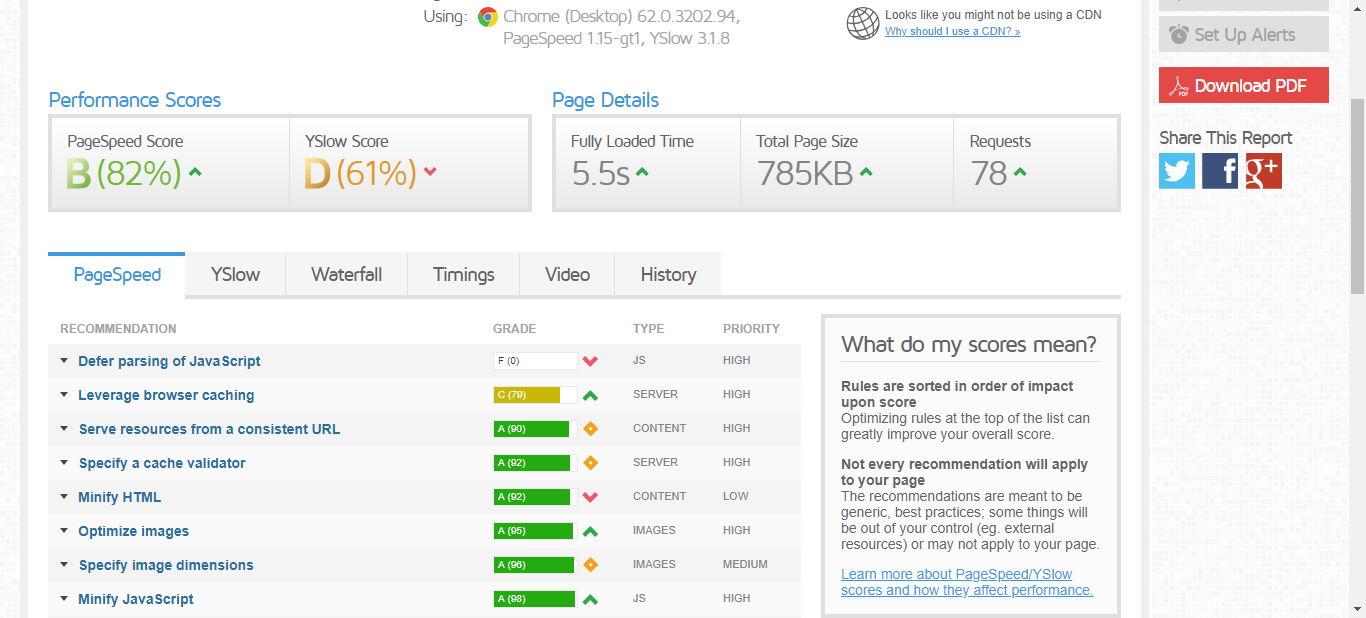 Using: Chrome (Desktop) 62.0.3202.94,
PageSpeed 1.15-gt1, YSlow 3.1.8
Looks like you might not be using a CDN
Why should I use a CDN? »
Set Up Alerts
Download PDF
Share This Report
Performance Scores
PageSpeed Score
B (82%)
YSlow Score
D (61%)
Page Details
Fully Loaded Time
5.5s
Total Page Size
785KB
Requests
78
PageSpeed YSlow Waterfall Timings Video History
RECOMMENDATION GRADE TYPE PRIORITY
Defer parsing of JavaScript F (0) JS HIGH
Leverage browser caching C (79) SERVER HIGH
Serve resources from a consistent URL A (90) CONTENT HIGH
Specify a cache validator A (92) SERVER HIGH
Minify HTML A (92) CONTENT LOW
Optimize images A (95) IMAGES HIGH
Specify image dimensions A (96) IMAGES MEDIUM
Minify JavaScript A (98) JS HIGH
What do my scores mean?
Rules are sorted in order of impact
upon score
Optimizing rules at the top of the list can
greatly improve your overall score.
Not every recommendation will apply
to your page
The recommendations are meant to be
generic, best practices; some things will
be out of your control (eg. external
resources) or may not apply to your page.
Learn more about PageSpeed/YSlow
scores and how they affect performance.